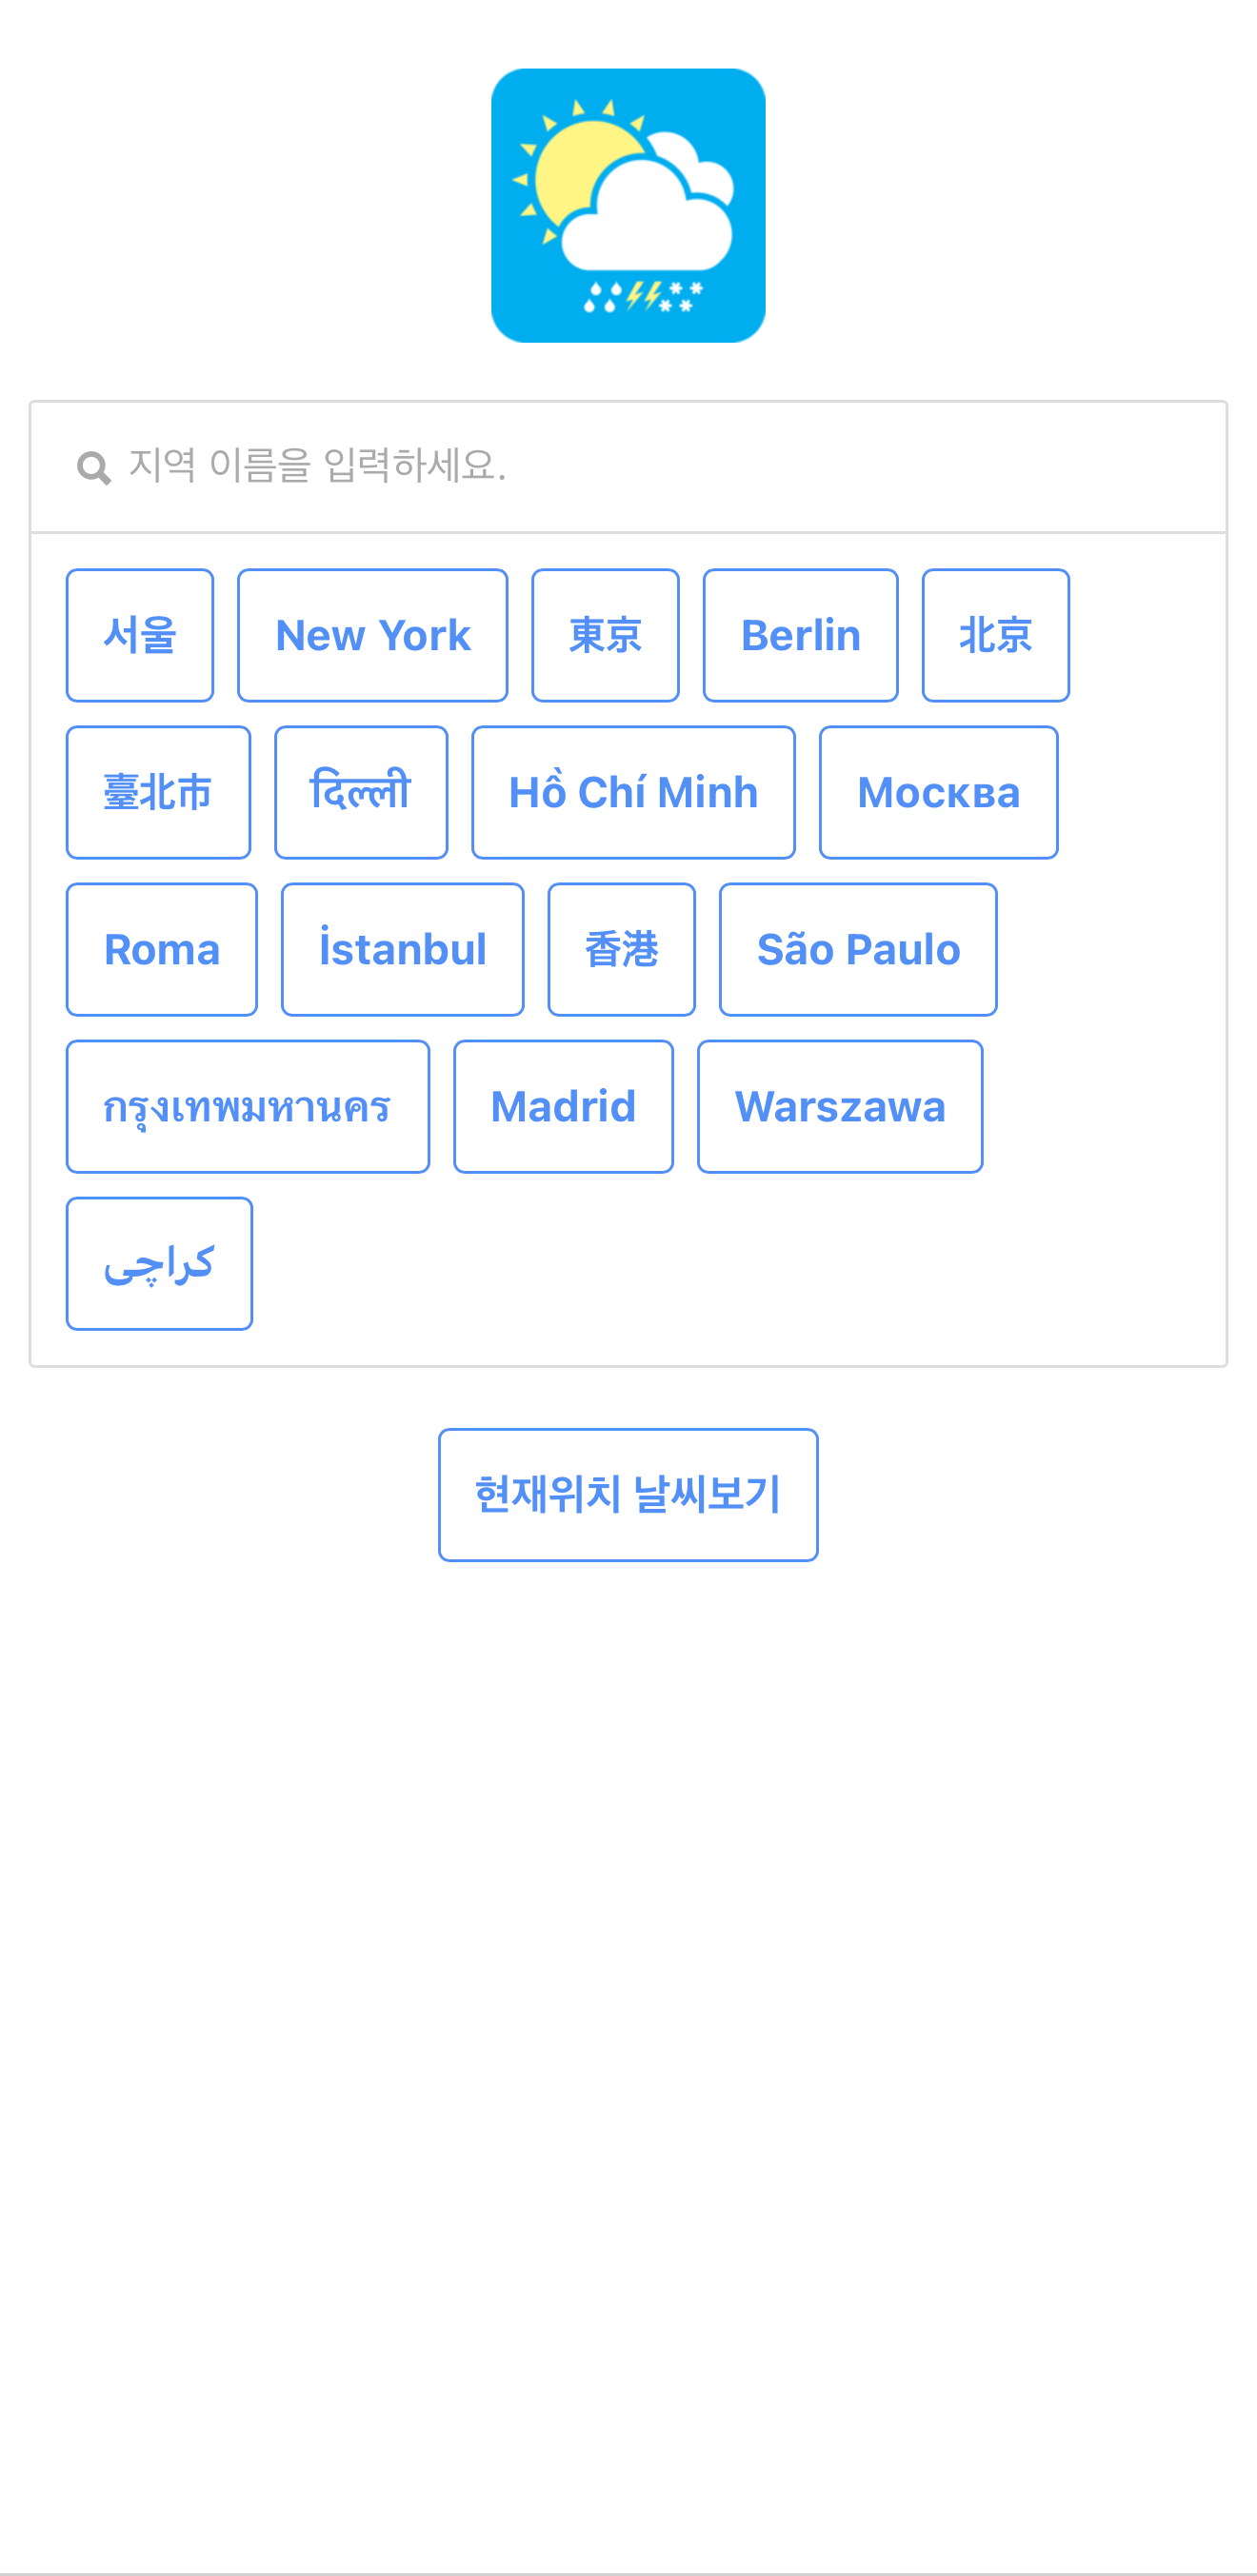 지역 이름을 입력하세요.
서울 New York 東京 Berlin 北京
臺北市 दिल्ली Hồ Chí Minh Москва
Roma İstanbul 香港 São Paulo
กรุงเทพมหานคร Madrid Warszawa
کراچی
현재위치 날씨보기